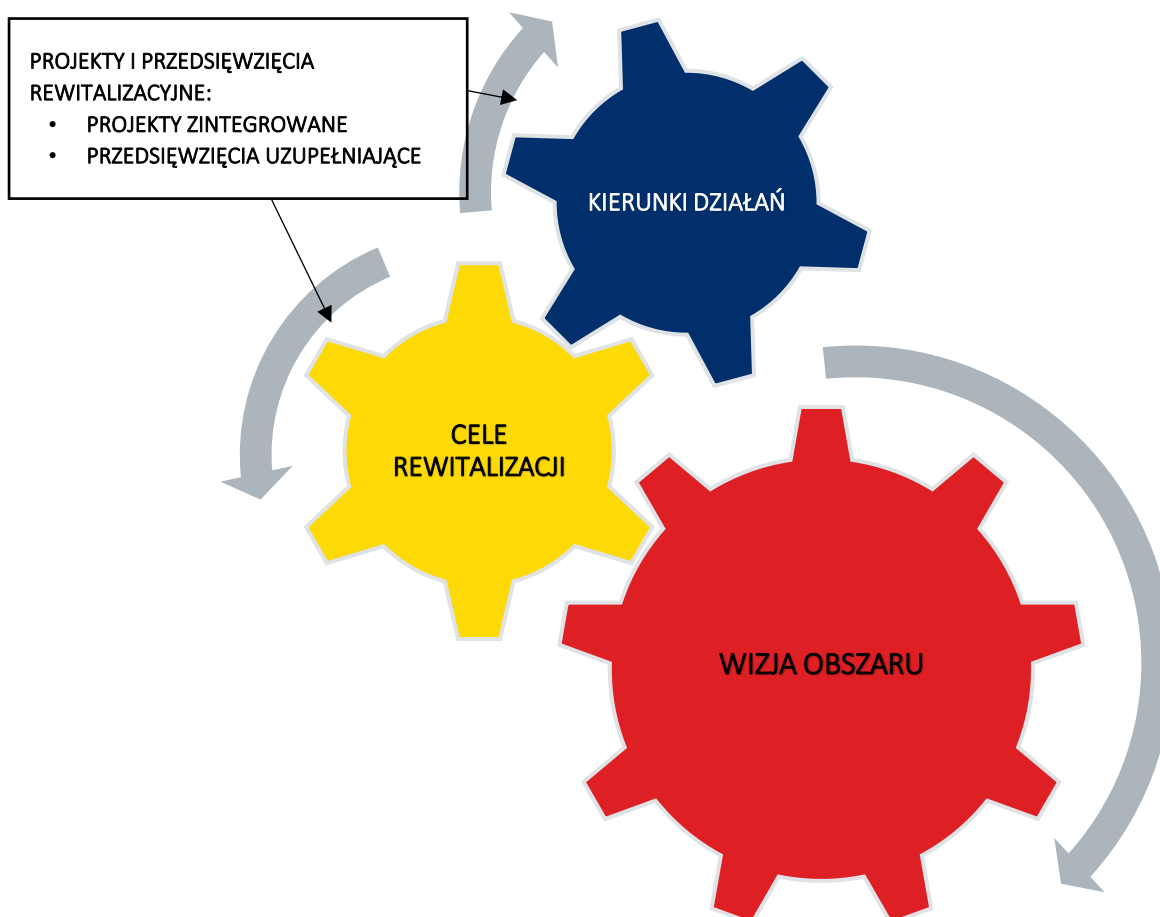 PROJEKTY I PRZEDSIĘWZIĘCIA
REWITALIZACYJNE:
• PROJEKTY ZINTEGROWANE
• PRZEDSIĘWZIĘCIA UZUPEŁNIAJĄCE
KIERUNKI DZIAŁAŃ
CELE
REWITALIZACJI
WIZJA OBSZARU